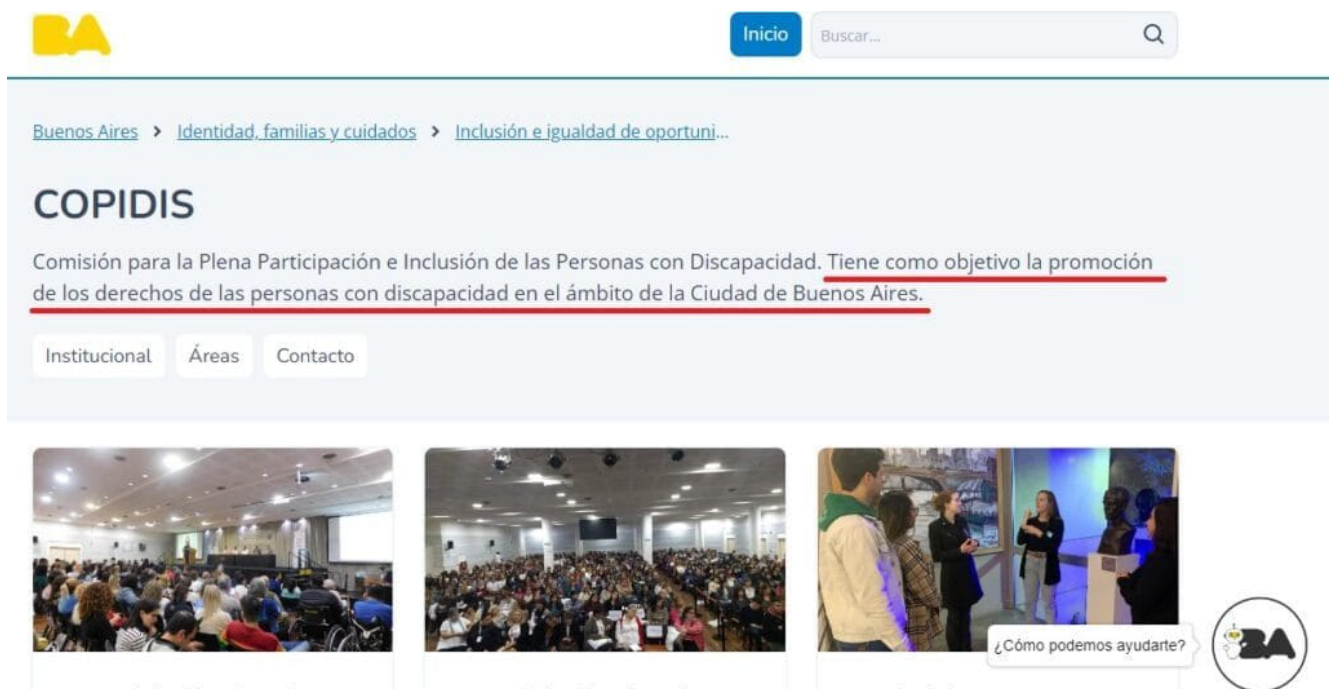 BA
Inicio
Buscar...
Buenos Aires > Identidad, familias y cuidados > Inclusión e igualdad de oportuni...
COPIDIS
Comisión para la Plena Participación e Inclusión de las Personas con Discapacidad. Tiene como objetivo la promoción
de los derechos de las personas con discapacidad en el ámbito de la Ciudad de Buenos Aires.
Institucional Áreas Contacto
¿Cómo podemos ayudarte?
BA